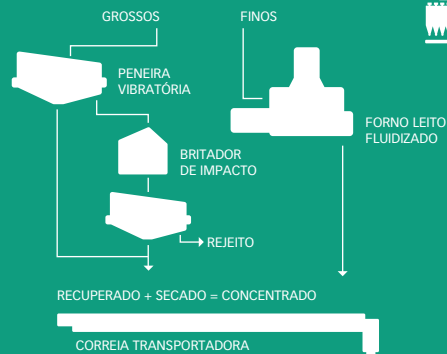 GROSSOS
FINOS
PENEIRA
VIBRATÓRIA
FORNO LEITO
FLUIDIZADO
BRITADOR
DE IMPACTO
REJEITO
RECUPERADO + SECADO = CONCENTRADO
CORREIA TRANSPORTADORA